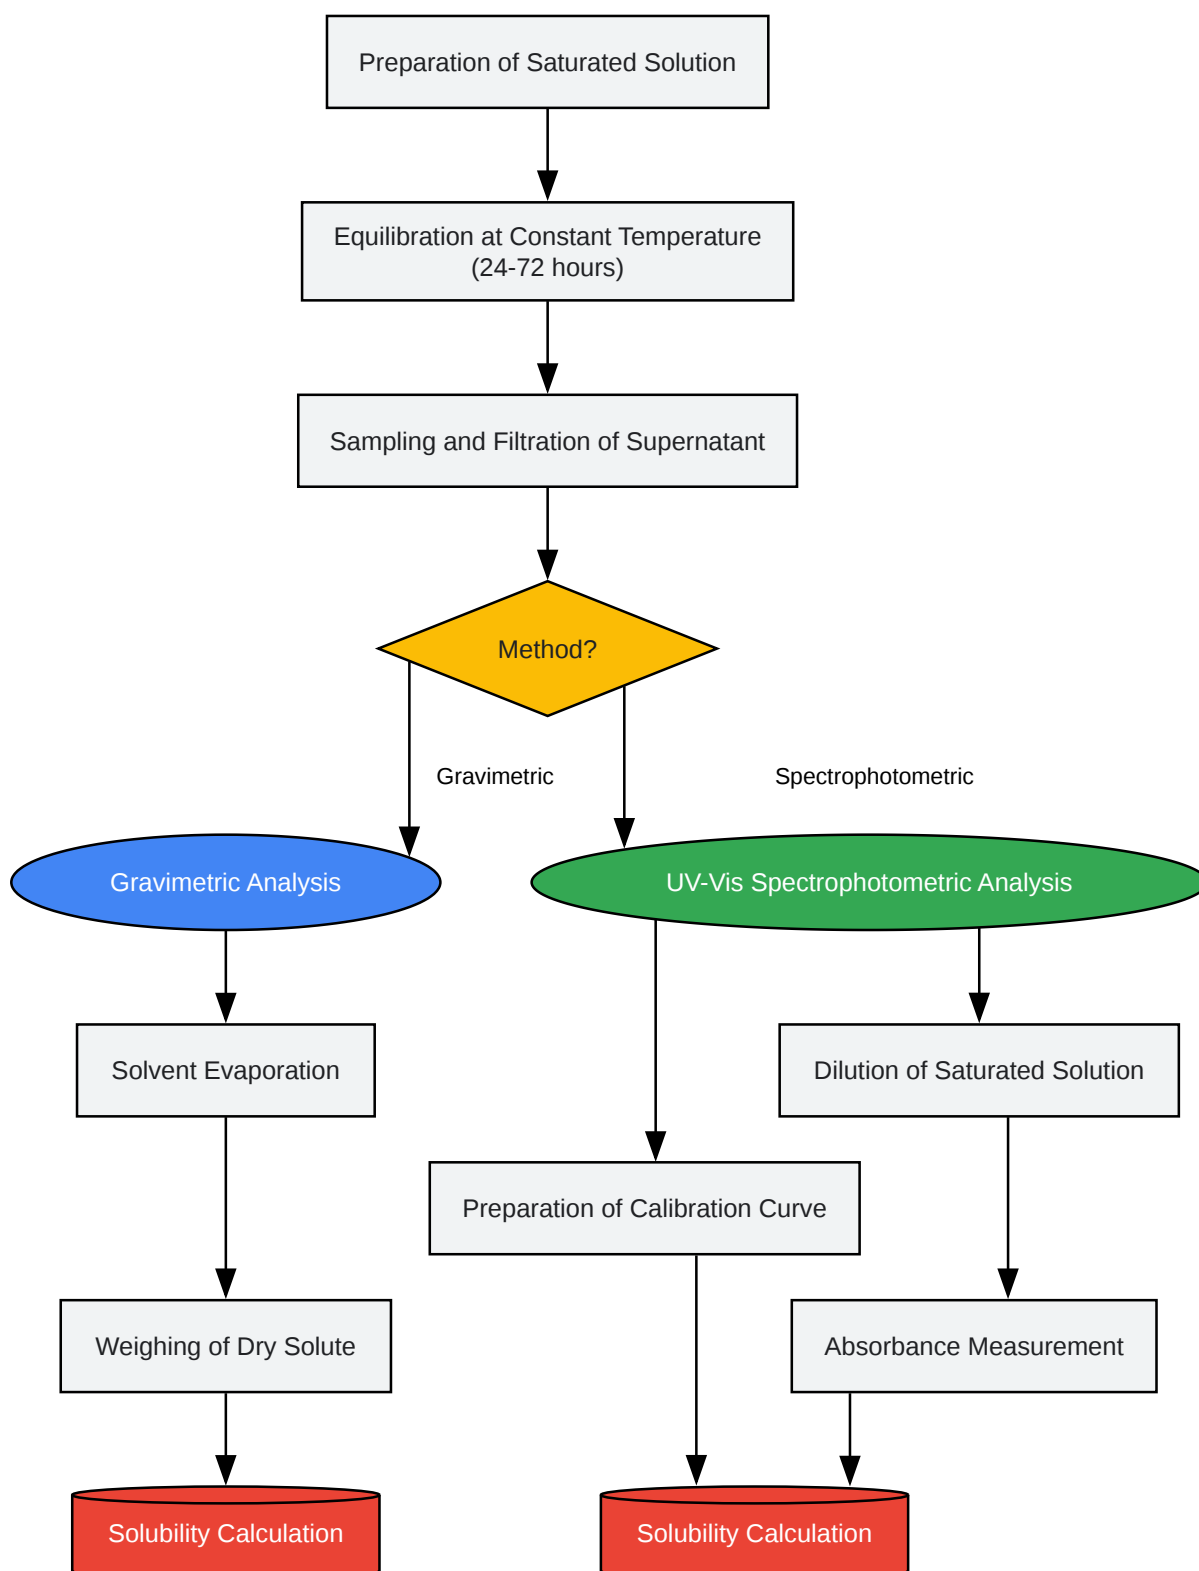 Preparation of Saturated Solution
Equilibration at Constant Temperature
(24-72 hours)
Sampling and Filtration of Supernatant
Method?
Gravimetric
Spectrophotometric
Gravimetric Analysis
UV-Vis Spectrophotometric Analysis
Solvent Evaporation
Dilution of Saturated Solution
Preparation of Calibration Curve
Weighing of Dry Solute
Absorbance Measurement
Solubility Calculation
Solubility Calculation